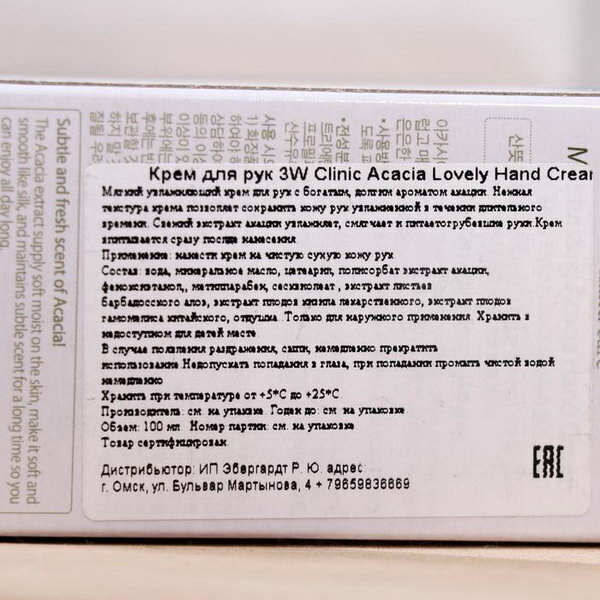 Крем для рук 3W Clinic Acacia Lovely Hand Crear
Мягкий увлажняющий крем для рук с богатым, долгим ароматом акации. Нежная
текстура крема позволяет сохранить кожу рук увлажненной в течении длительного
времени. Свежий экстракт акации увлажняет, смягчает и питаетогрубевшие руки.Крем
впитывается сразу после нанесения.
Применение: нанести крем на чистую сухую кожу рук
Состав: вода, минеральное масло, цетеарил, полисорбат экстракт акации,
феноксиэтанол, метилпарабен, сесквиолеат, экстракт листьев
барбадосского алоэ, экстракт плодов кизила лекарственного, экстракт плодов
гамамелиса китайского, отдушка. Только для наружного применения. Хранить в
недоступном для детей месте.
В случае появления раздражения, сыпи, немедленно прекратить
использование.Недопускать попадания в глаза, при попадании промыть чистой водой
немедленно
Хранить при температуре от +5*С до +25*С.
Производитель: см. на упаковке. Годен до: см. на упаковке.
Объем: 100 мл. Номер партии: см. на упаковке
Товар сертифицирован.
Дистрибьютор: ИП Эбергардт Р. Ю. адрес:
г. Омск, ул. Бульвар Мартынова, 4 + 79659836669
EAC
Subtle and fresh scent of Acacia!
The Acacia extract supply soft moist on the skin, make it soft and
smooth like silk, and maintains subtle scent for a long time so you
can enjoy all day long.